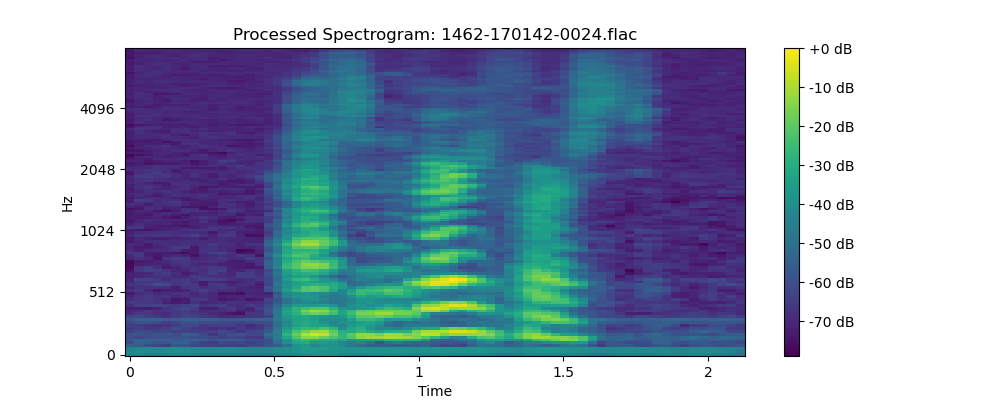 Processed Spectrogram: 1462-170142-0024.flac
+0 dB
-10 dB
-20 dB
-30 dB
-40 dB
-50 dB
-60 dB
-70 dB
4096
2048
1024
512
0
Hz
0
0.5
1
1.5
2
Time